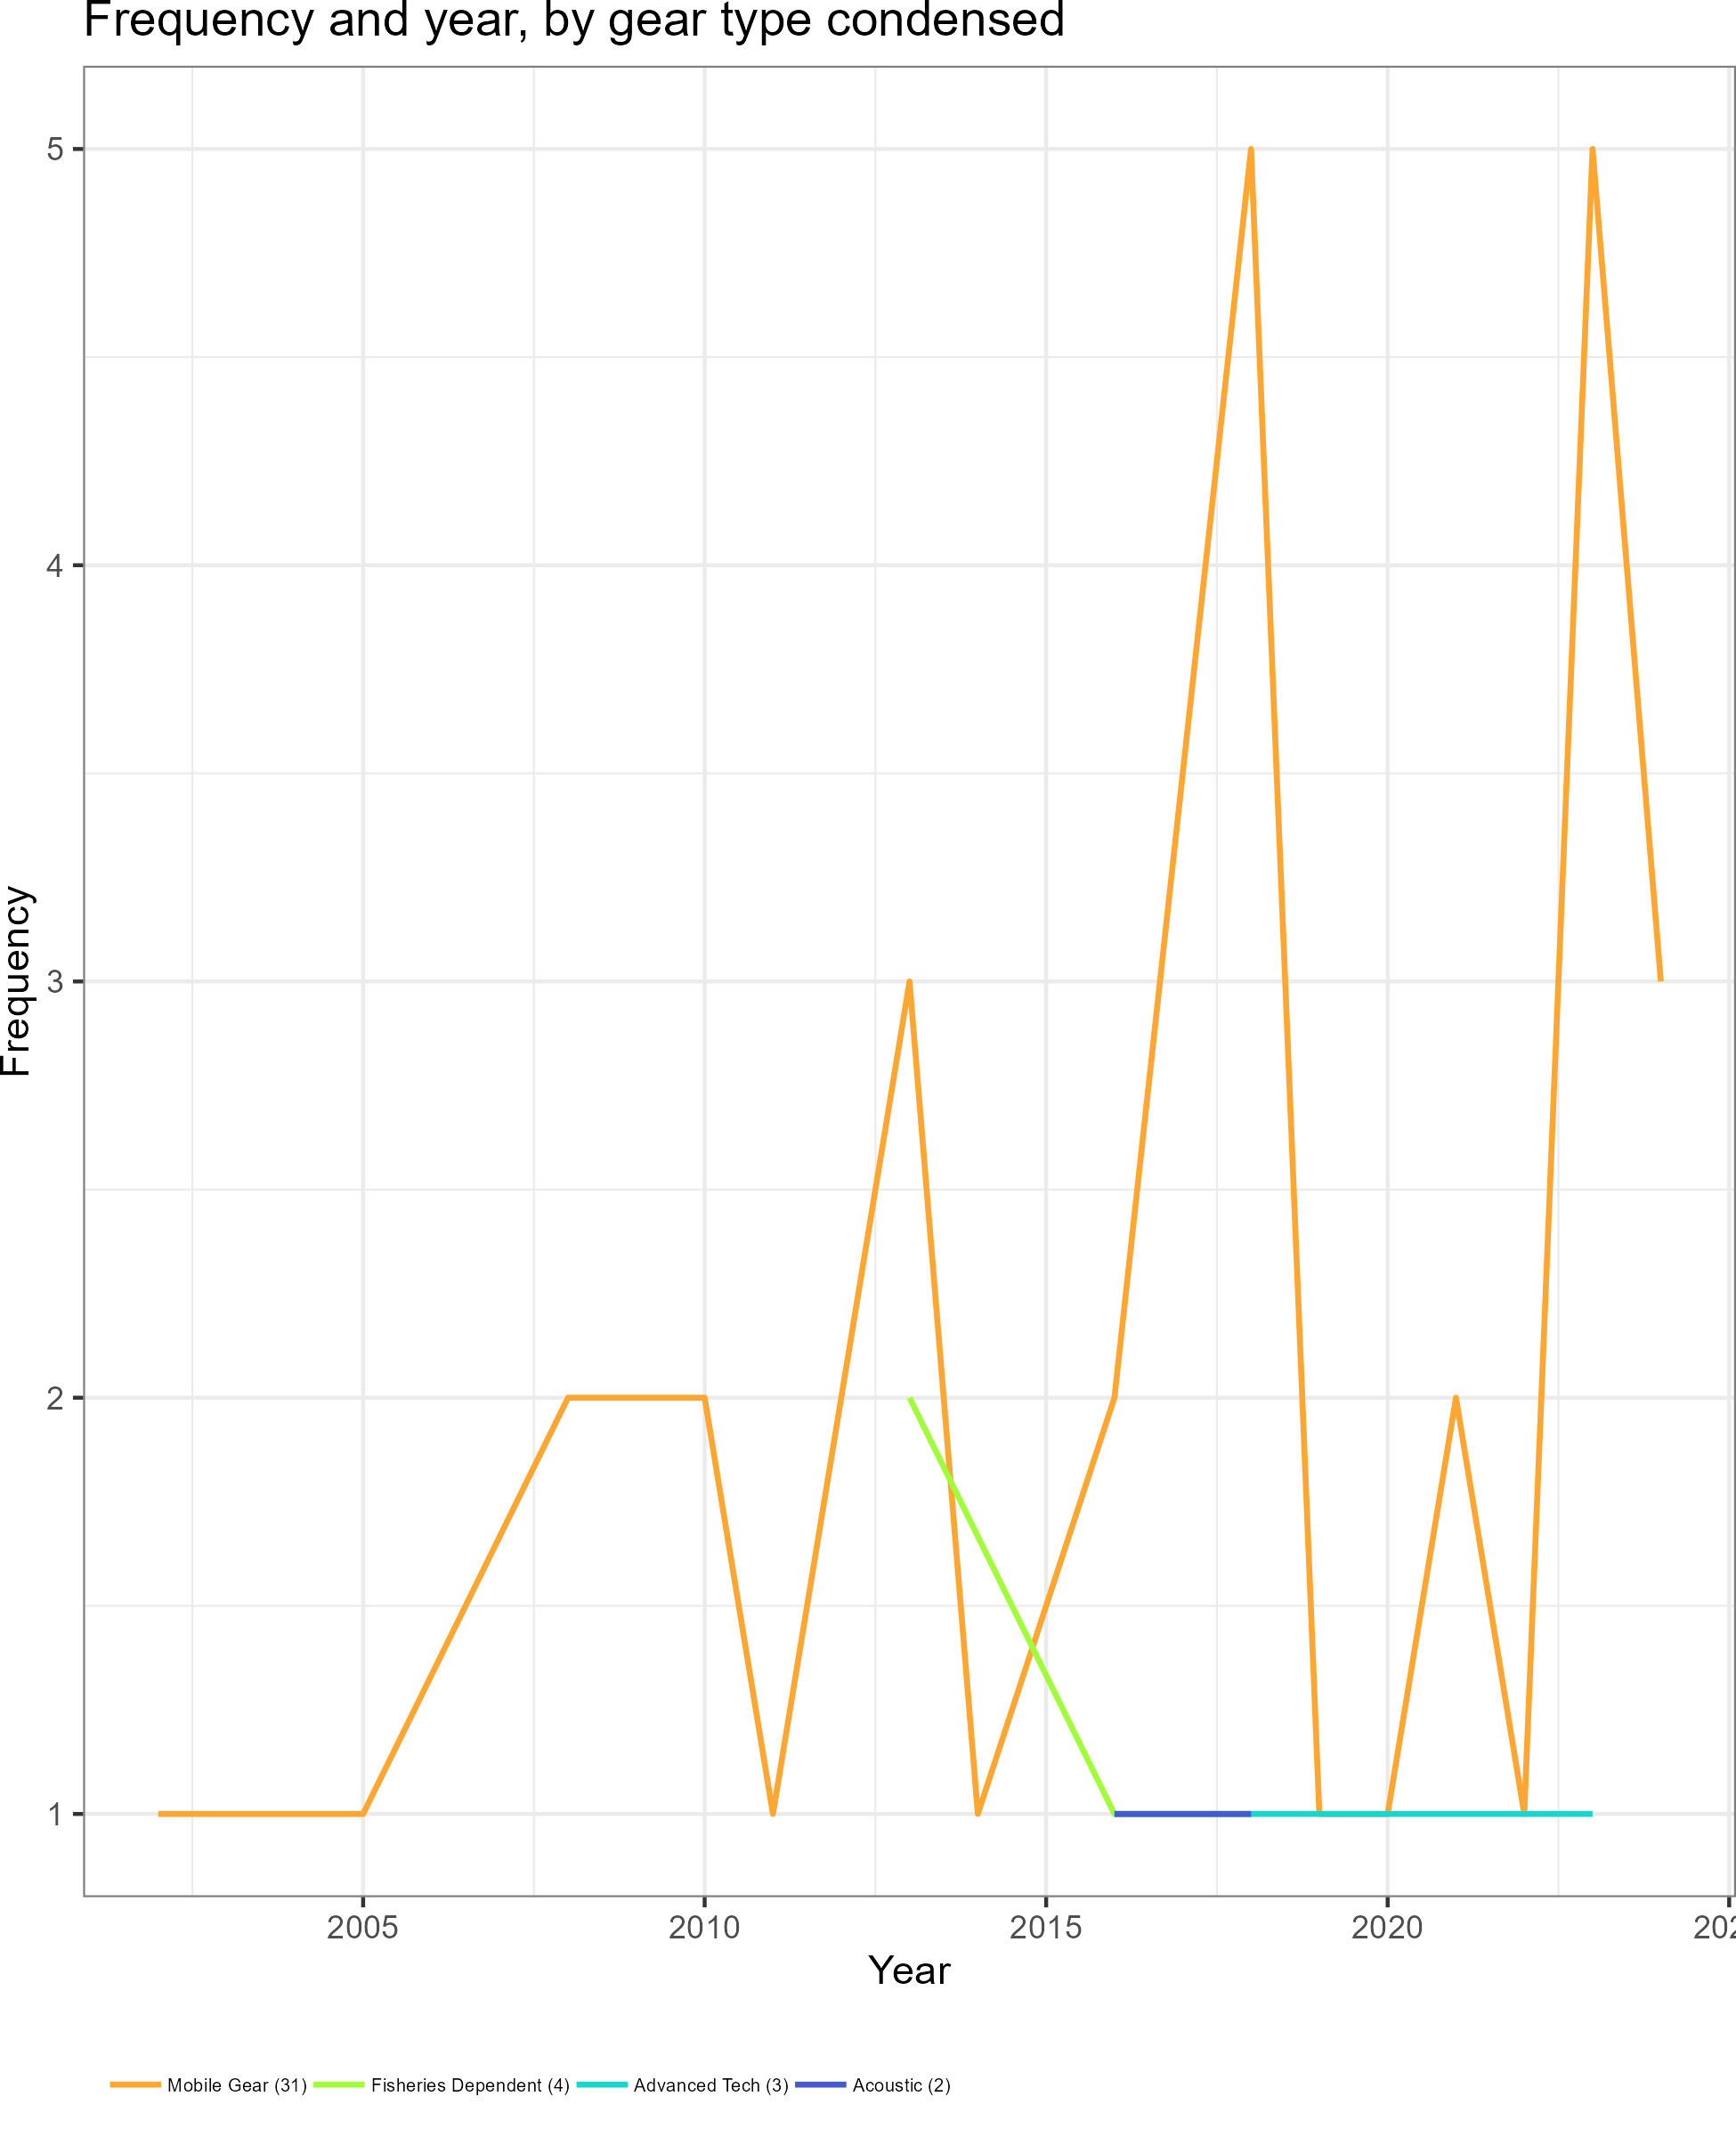 Frequency and year, by gear type condensed
5
4
3
2
1
Frequency
2005 2010 2015 2020 202
Year
Mobile Gear (31) Fisheries Dependent (4) Advanced Tech (3) Acoustic (2)